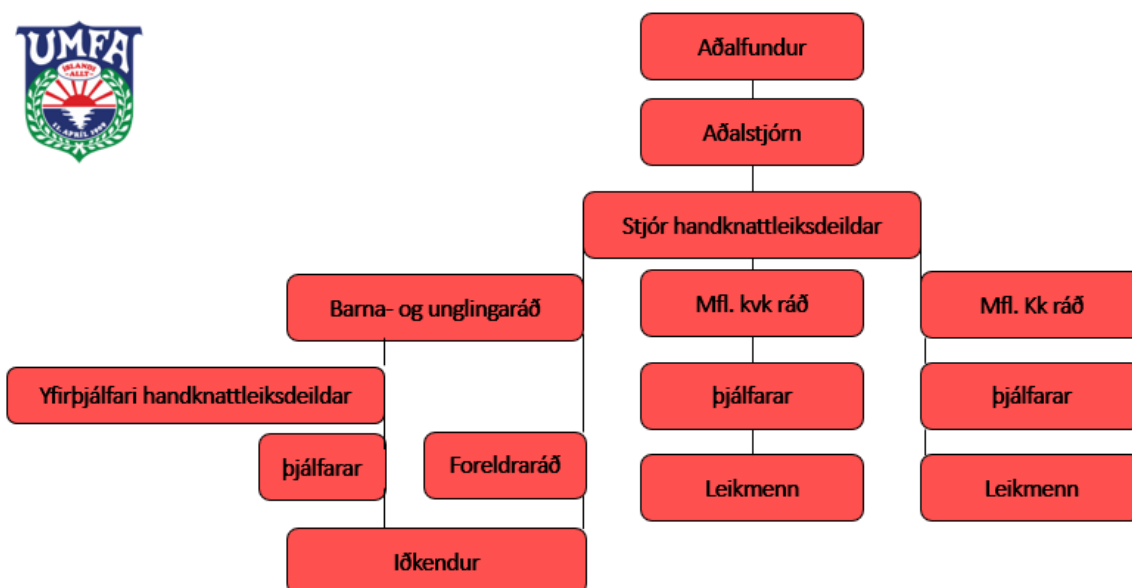 UMFA
ISLANDI
ALLT
11. APRÍL 1909
Aðalfundur
Aðalstjórn
Stjór handknattleiksdeildar
Barna- og unglingaráð
Mfl. kvk ráð
Mfl. Kk ráð
Yfirþjálfari handknattleiksdeildar
þjálfarar
þjálfarar
þjálfarar
Foreldraráð
Leikmenn
Leikmenn
Iðkendur